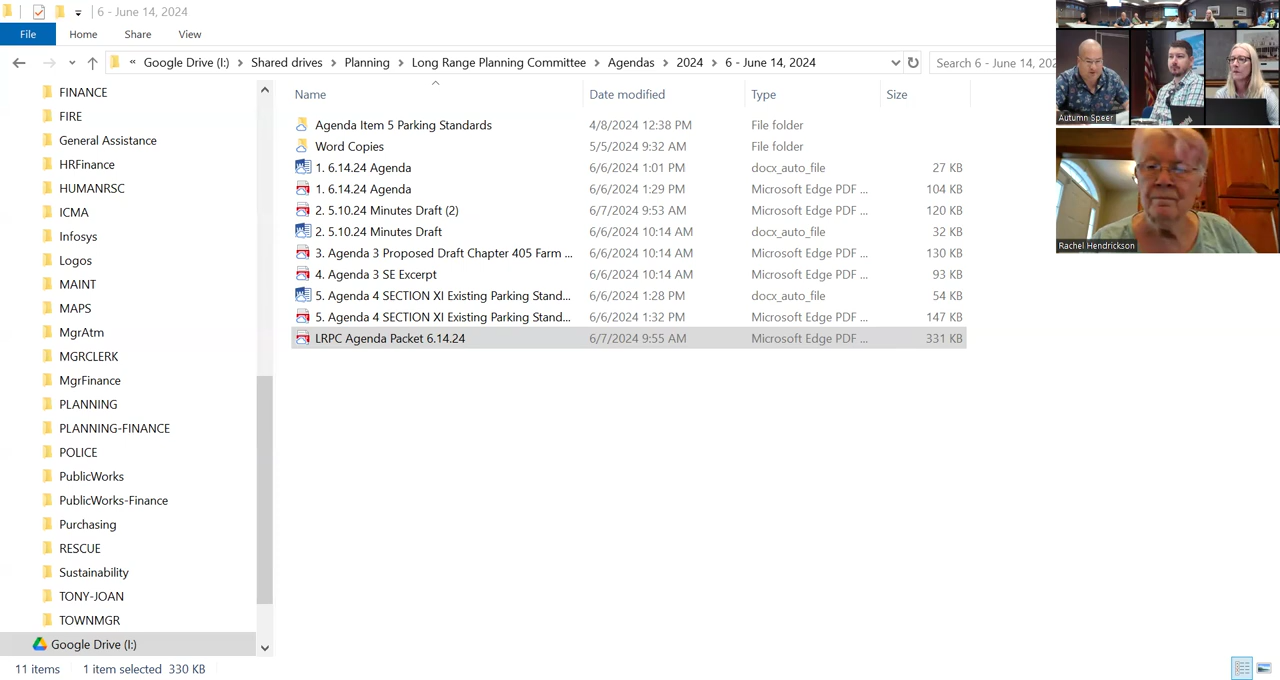 6 - June 14, 2024
File Home Share View
« Google Drive (I:) Shared drives Planning Long Range Planning Committee Agendas 2024 6 - June 14, 2024
Search 6 - June 14, 202
Name Date modified Type Size
Agenda Item 5 Parking Standards 4/8/2024 12:38 PM File folder
Word Copies 5/5/2024 9:32 AM File folder
1. 6.14.24 Agenda 6/6/2024 1:01 PM docx_auto_file 27 KB
1. 6.14.24 Agenda 6/6/2024 1:29 PM Microsoft Edge PDF ... 104 KB
2. 5.10.24 Minutes Draft (2) 6/7/2024 9:53 AM Microsoft Edge PDF ... 120 KB
2. 5.10.24 Minutes Draft 6/6/2024 10:14 AM docx_auto_file 32 KB
3. Agenda 3 Proposed Draft Chapter 405 Farm ... 6/6/2024 10:14 AM Microsoft Edge PDF ... 130 KB
4. Agenda 3 SE Excerpt 6/6/2024 10:14 AM Microsoft Edge PDF ... 93 KB
5. Agenda 4 SECTION XI Existing Parking Stand... 6/6/2024 1:28 PM docx_auto_file 54 KB
5. Agenda 4 SECTION XI Existing Parking Stand... 6/6/2024 1:32 PM Microsoft Edge PDF ... 147 KB
LRPC Agenda Packet 6.14.24 6/7/2024 9:55 AM Microsoft Edge PDF ... 331 KB
FINANCE
FIRE
General Assistance
HRFinance
HUMANRSC
ICMA
Infosys
Logos
MAINT
MAPS
MgrAtm
MGRCLERK
MgrFinance
PLANNING
PLANNING-FINANCE
POLICE
PublicWorks
PublicWorks-Finance
Purchasing
RESCUE
Sustainability
TONY-JOAN
TOWNMGR
Google Drive (I:)
11 items 1 item selected 330 KB
Autumn Speer
Rachel Hendrickson